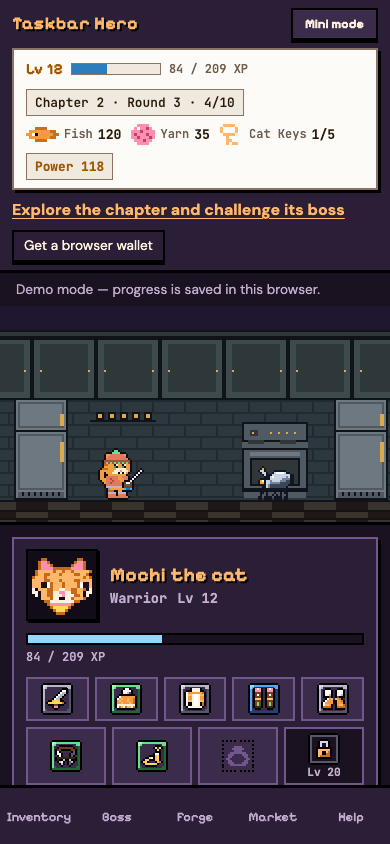 Taskbar Hero
Mini mode
Lv 12
84 / 209 XP
Chapter 2 · Round 3 · 4/10
Fish 120 Yarn 35 Cat Keys 1/5
Power 118
Explore the chapter and challenge its boss
Get a browser wallet
Demo mode — progress is saved in this browser.
Mochi the cat
Warrior Lv 12
84 / 209 XP
Lv 20
Inventory Boss Forge Market Help